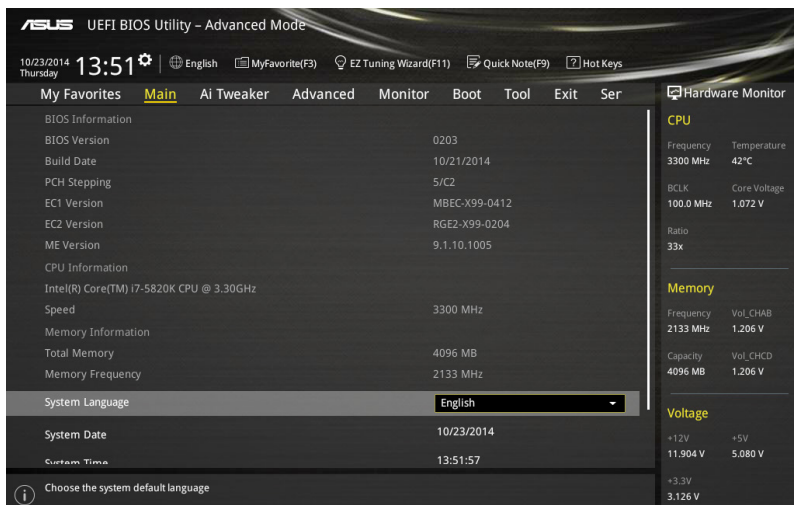 ASUS UEFI BIOS Utility – Advanced Mode
10/23/2014
Thursday
13:51
English
MyFavorite(F3)
EZ Tuning Wizard(F11)
Quick Note(F9)
? Hot Keys
My Favorites Main Ai Tweaker Advanced Monitor Boot Tool Exit Ser
BIOS Information
BIOS Version 0203
Build Date 10/21/2014
PCH Stepping 5/C2
EC1 Version MBEC-X99-0412
EC2 Version RGE2-X99-0204
ME Version 9.1.10.1005
CPU Information
Intel(R) Core(TM) i7-5820K CPU @ 3.30GHz
Speed 3300 MHz
Memory Information
Total Memory 4096 MB
Memory Frequency 2133 MHz
System Language English
System Date 10/23/2014
System Time 13:51:57
i Choose the system default language
Hardware Monitor
CPU
Frequency Temperature
3300 MHz 42°C
BCLK Core Voltage
100.0 MHz 1.072 V
Ratio
33x
Memory
Frequency Vol_CHAB
2133 MHz 1.206 V
Capacity Vol_CHCD
4096 MB 1.206 V
Voltage
+12V +5V
11.904 V 5.080 V
+3.3V
3.126 V